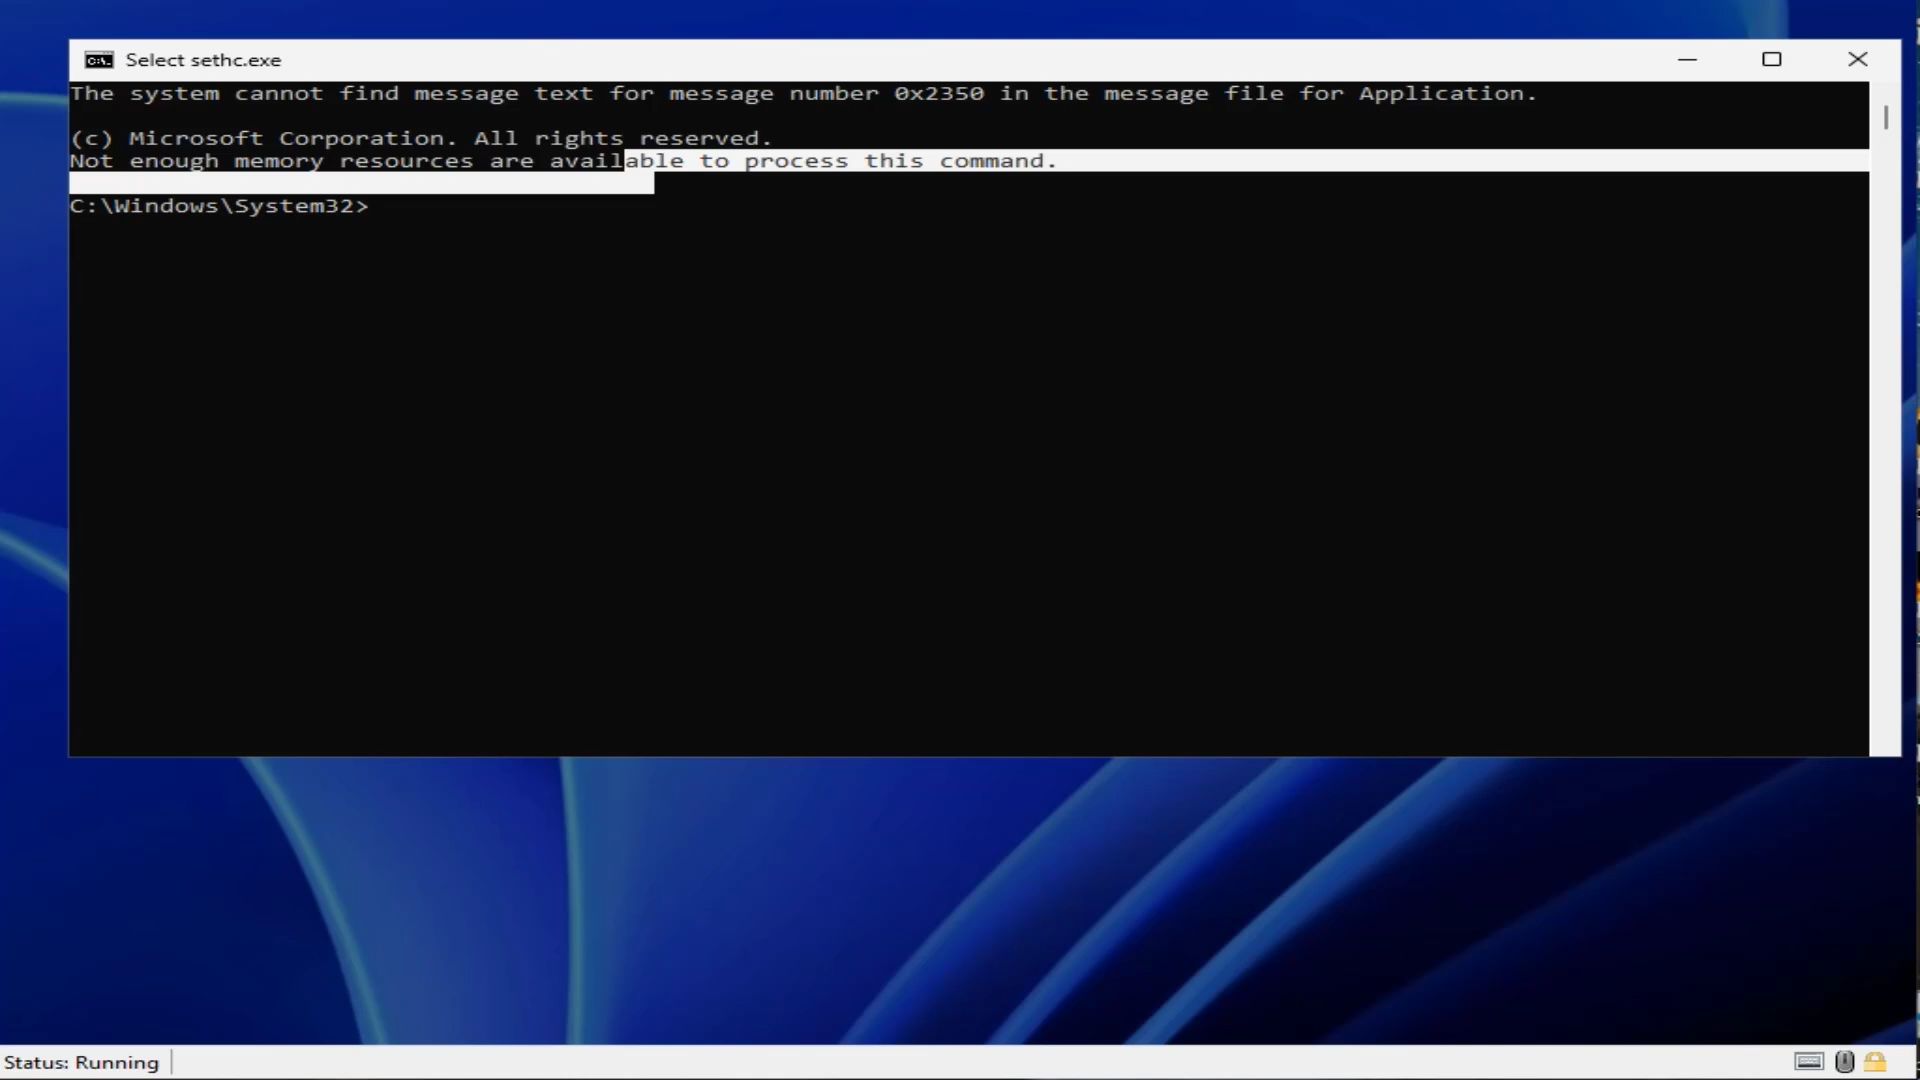 Select sethc.exe
The system cannot find message text for message number 0x2350 in the message file for Application.
(c) Microsoft Corporation. All rights reserved.
Not enough memory resources are available to process this command.
C:\Windows\System32>
Status: Running